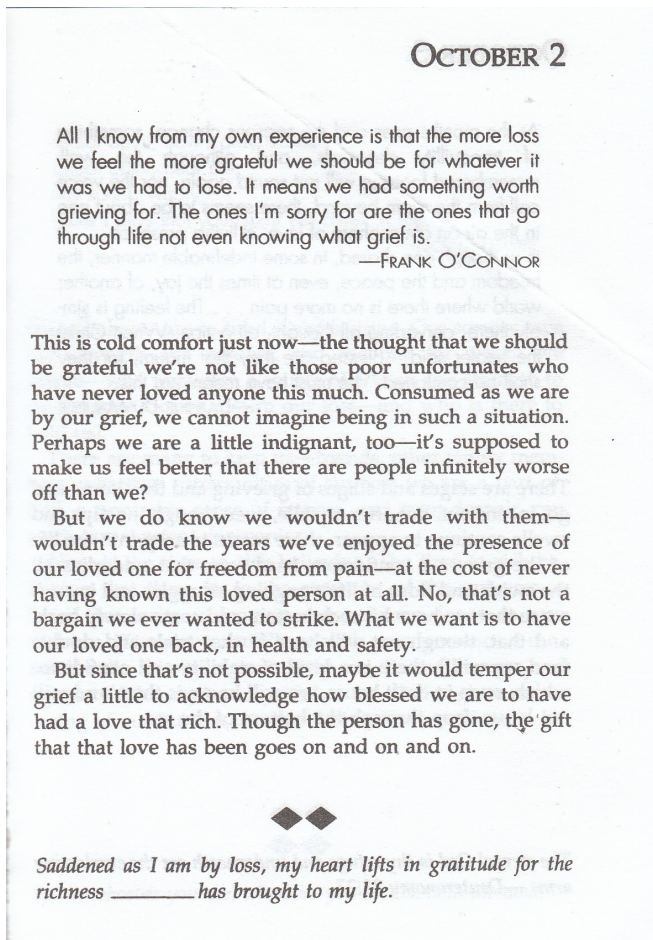 OCTOBER 2
All I know from my own experience is that the more loss
we feel the more grateful we should be for whatever it
was we had to lose. It means we had something worth
grieving for. The ones I'm sorry for are the ones that go
through life not even knowing what grief is.
—FRANK O'CONNOR
This is cold comfort just now—the thought that we should
be grateful we're not like those poor unfortunates who
have never loved anyone this much. Consumed as we are
by our grief, we cannot imagine being in such a situation.
Perhaps we are a little indignant, too—it's supposed to
make us feel better that there are people infinitely worse
off than we?
But we do know we wouldn't trade with them—
wouldn't trade the years we've enjoyed the presence of
our loved one for freedom from pain—at the cost of never
having known this loved person at all. No, that's not a
bargain we ever wanted to strike. What we want is to have
our loved one back, in health and safety.
But since that's not possible, maybe it would temper our
grief a little to acknowledge how blessed we are to have
had a love that rich. Though the person has gone, the gift
that that love has been goes on and on and on.
Saddened as I am by loss, my heart lifts in gratitude for the
richness ________ has brought to my life.